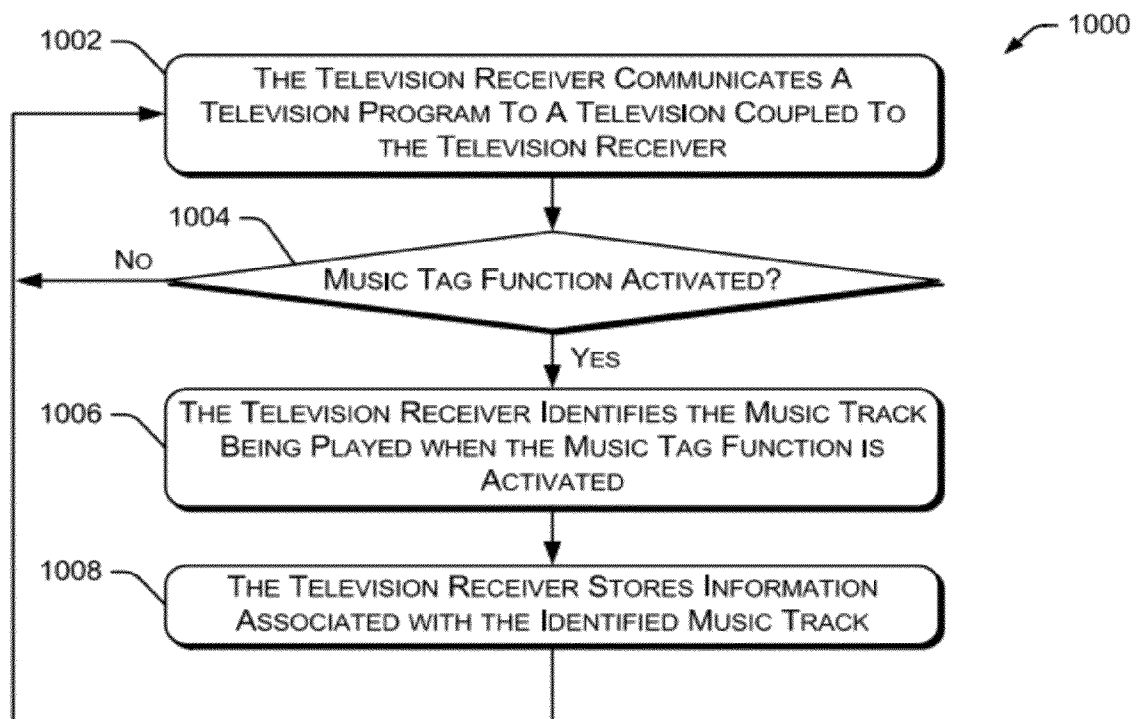 1000
1002
THE TELEVISION RECEIVER COMMUNICATES A
TELEVISION PROGRAM TO A TELEVISION COUPLED TO
THE TELEVISION RECEIVER
1004
NO
MUSIC TAG FUNCTION ACTIVATED?
YES
1006
THE TELEVISION RECEIVER IDENTIFIES THE MUSIC TRACK
BEING PLAYED WHEN THE MUSIC TAG FUNCTION IS
ACTIVATED
1008
THE TELEVISION RECEIVER STORES INFORMATION
ASSOCIATED WITH THE IDENTIFIED MUSIC TRACK